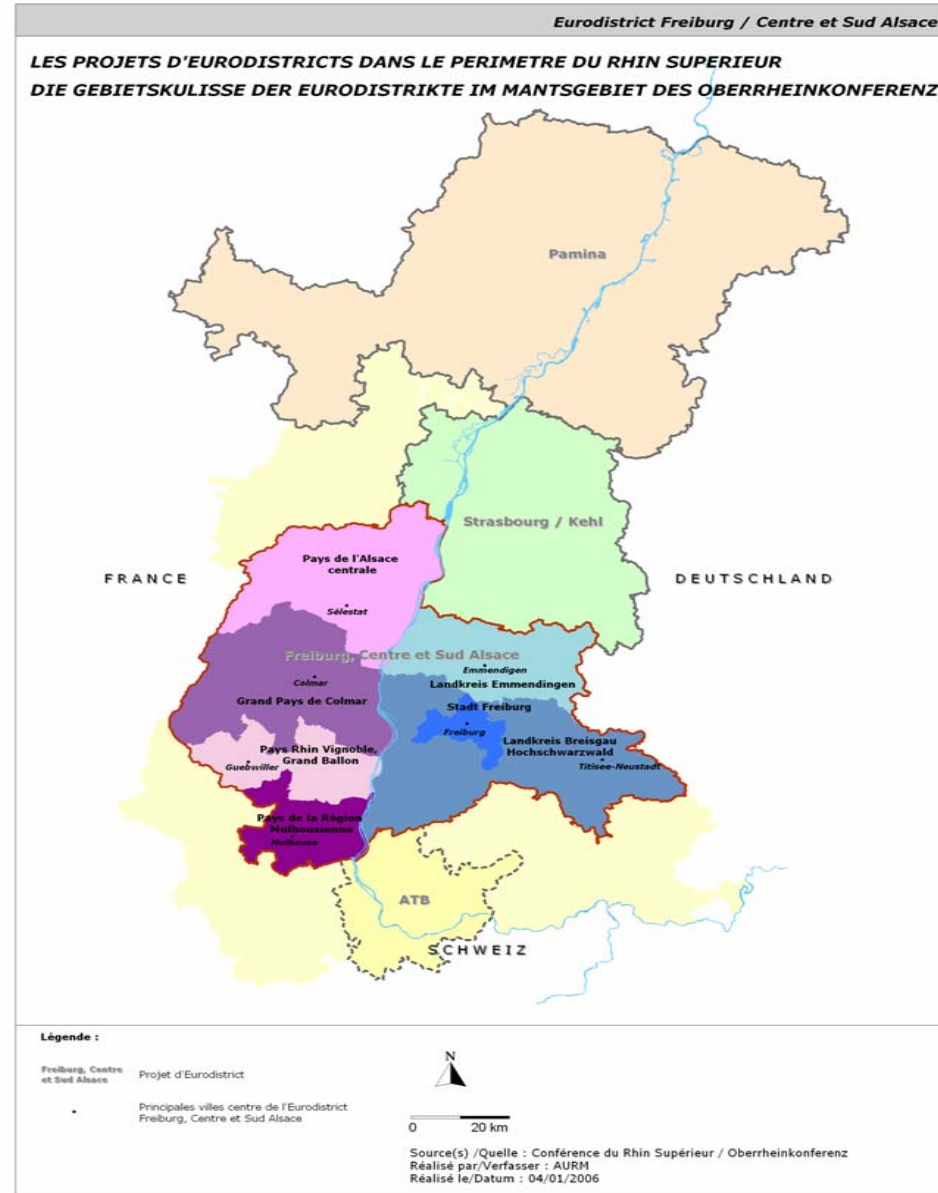 Eurodistrict Freiburg / Centre et Sud Alsace
LES PROJETS D'EURODISTRICTS DANS LE PERIMETRE DU RHIN SUPERIEUR
DIE GEBIETSKULISSE DER EURODISTRIKTE IM MANTSGEBIET DES OBERRHEINKONFERENZ
Pamina
Strasbourg / Kehl
FRANCE
DEUTSCHLAND
Pays de l'Alsace
centrale
Sélestat
Freiburg, Centre et Sud Alsace
Emmendigen
Landkreis Emmendingen
Colmar
Grand Pays de Colmar
Stadt Freiburg
Freiburg
Landkreis Breisgau
Hochschwarzwald
Titisee-Neustadt
Pays Rhin Vignoble,
Grand Ballon
Guebwiller
Pays de la Région
Mulhousienne
Mulhouse
ATB
SCHWEIZ
Légende :
Freiburg, Centre
et Sud Alsace
Projet d'Eurodistrict
Principales villes centre de l'Eurodistrict
Freiburg, Centre et Sud Alsace
N
0 20 km
Source(s) /Quelle : Conférence du Rhin Supérieur / Oberrheinkonferenz
Réalisé par/Verfasser : AURM
Réalisé le/Datum : 04/01/2006